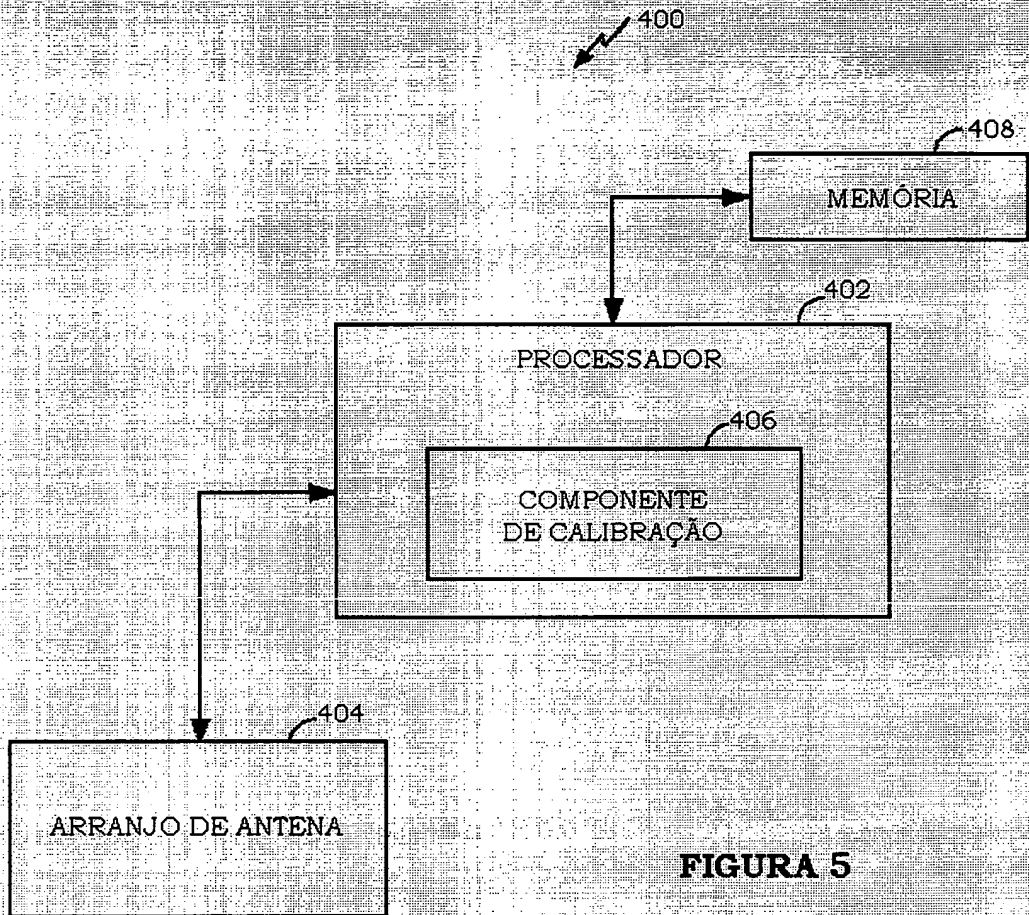 400
408
MEMÓRIA
402
PROCESSADOR
406
COMPONENTE
DE CALIBRAÇÃO
404
ARRANJO DE ANTENA
FIGURA 5